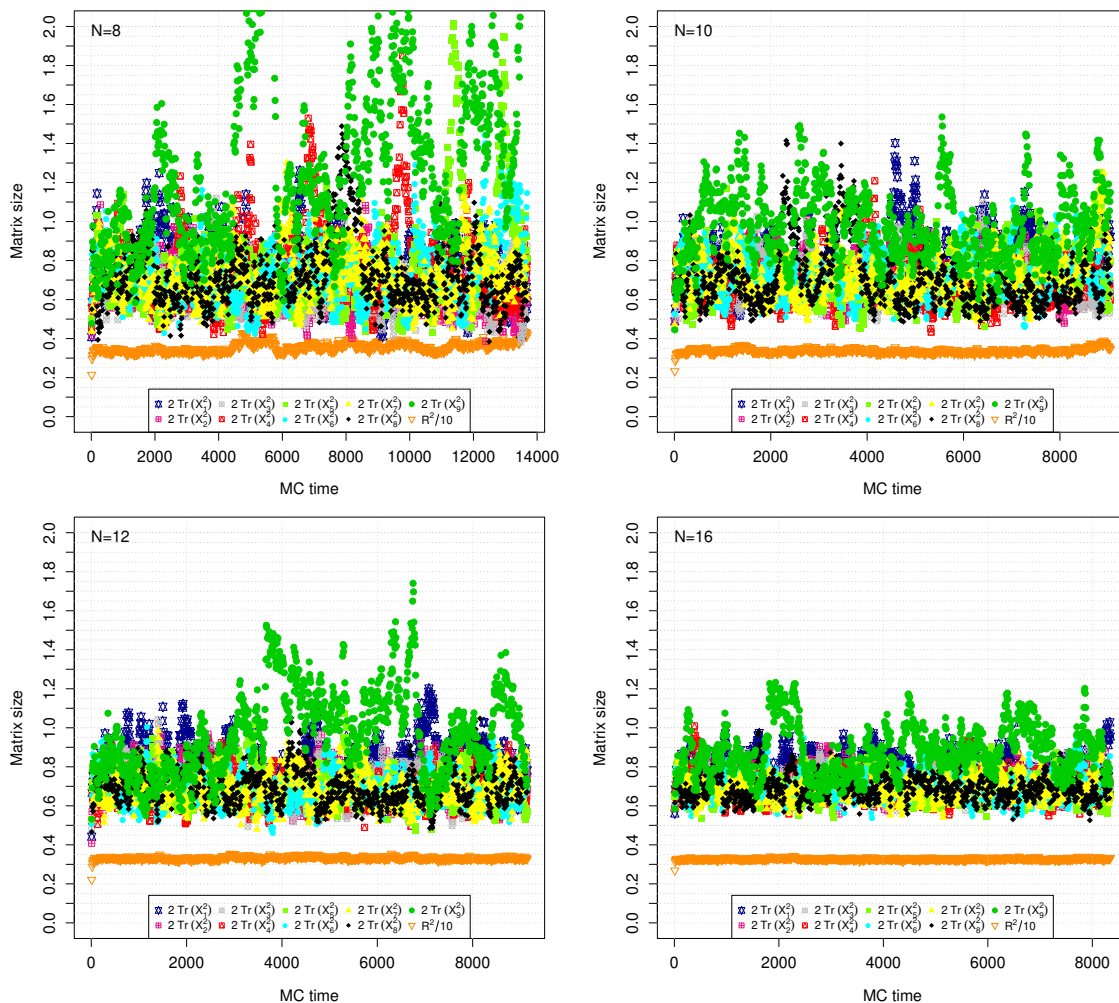 N=8
Matrix size
0.0 0.2 0.4 0.6 0.8 1.0 1.2 1.4 1.6 1.8 2.0
2 Tr (X₁²) 2 Tr (X₃²) 2 Tr (X₅²) 2 Tr (X₇²) 2 Tr (X₉²)
2 Tr (X₂²) 2 Tr (X₄²) 2 Tr (X₆²) 2 Tr (X₈²) R²/10
0 2000 4000 6000 8000 10000 12000 14000
MC time
N=10
Matrix size
0.0 0.2 0.4 0.6 0.8 1.0 1.2 1.4 1.6 1.8 2.0
2 Tr (X₁²) 2 Tr (X₃²) 2 Tr (X₅²) 2 Tr (X₇²) 2 Tr (X₉²)
2 Tr (X₂²) 2 Tr (X₄²) 2 Tr (X₆²) 2 Tr (X₈²) R²/10
0 2000 4000 6000 8000
MC time
N=12
Matrix size
0.0 0.2 0.4 0.6 0.8 1.0 1.2 1.4 1.6 1.8 2.0
2 Tr (X₁²) 2 Tr (X₃²) 2 Tr (X₅²) 2 Tr (X₇²) 2 Tr (X₉²)
2 Tr (X₂²) 2 Tr (X₄²) 2 Tr (X₆²) 2 Tr (X₈²) R²/10
0 2000 4000 6000 8000
MC time
N=16
Matrix size
0.0 0.2 0.4 0.6 0.8 1.0 1.2 1.4 1.6 1.8 2.0
2 Tr (X₁²) 2 Tr (X₃²) 2 Tr (X₅²) 2 Tr (X₇²) 2 Tr (X₉²)
2 Tr (X₂²) 2 Tr (X₄²) 2 Tr (X₆²) 2 Tr (X₈²) R²/10
0 2000 4000 6000 8000
MC time